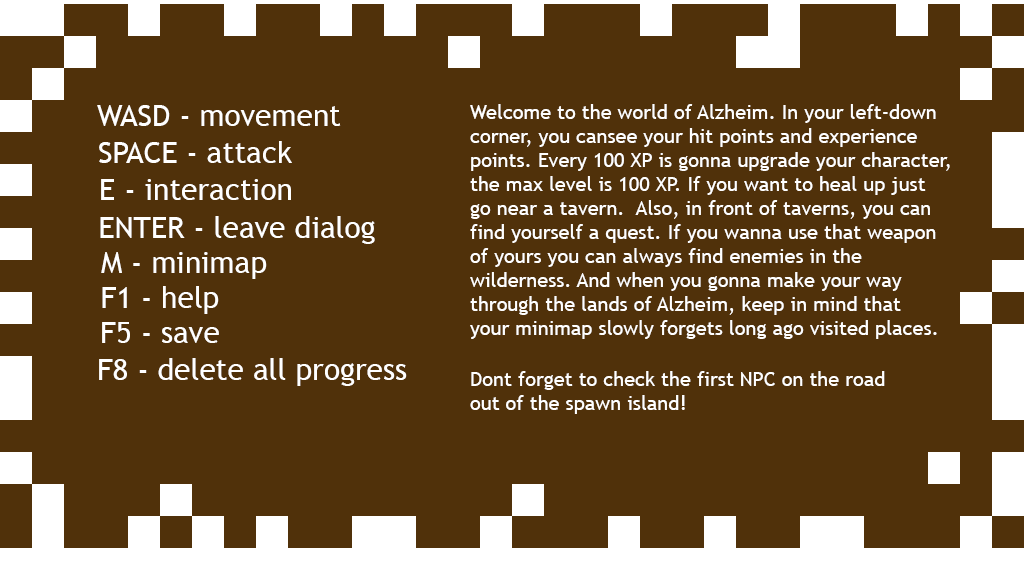 WASD - movement
SPACE - attack
E - interaction
ENTER - leave dialog
M - minimap
F1 - help
F5 - save
F8 - delete all progress
Welcome to the world of Alzheim. In your left-down
corner, you cansee your hit points and experience
points. Every 100 XP is gonna upgrade your character,
the max level is 100 XP. If you want to heal up just
go near a tavern.  Also, in front of taverns, you can
find yourself a quest. If you wanna use that weapon
of yours you can always find enemies in the
wilderness. And when you gonna make your way
through the lands of Alzheim, keep in mind that
your minimap slowly forgets long ago visited places.
Dont forget to check the first NPC on the road
out of the spawn island!